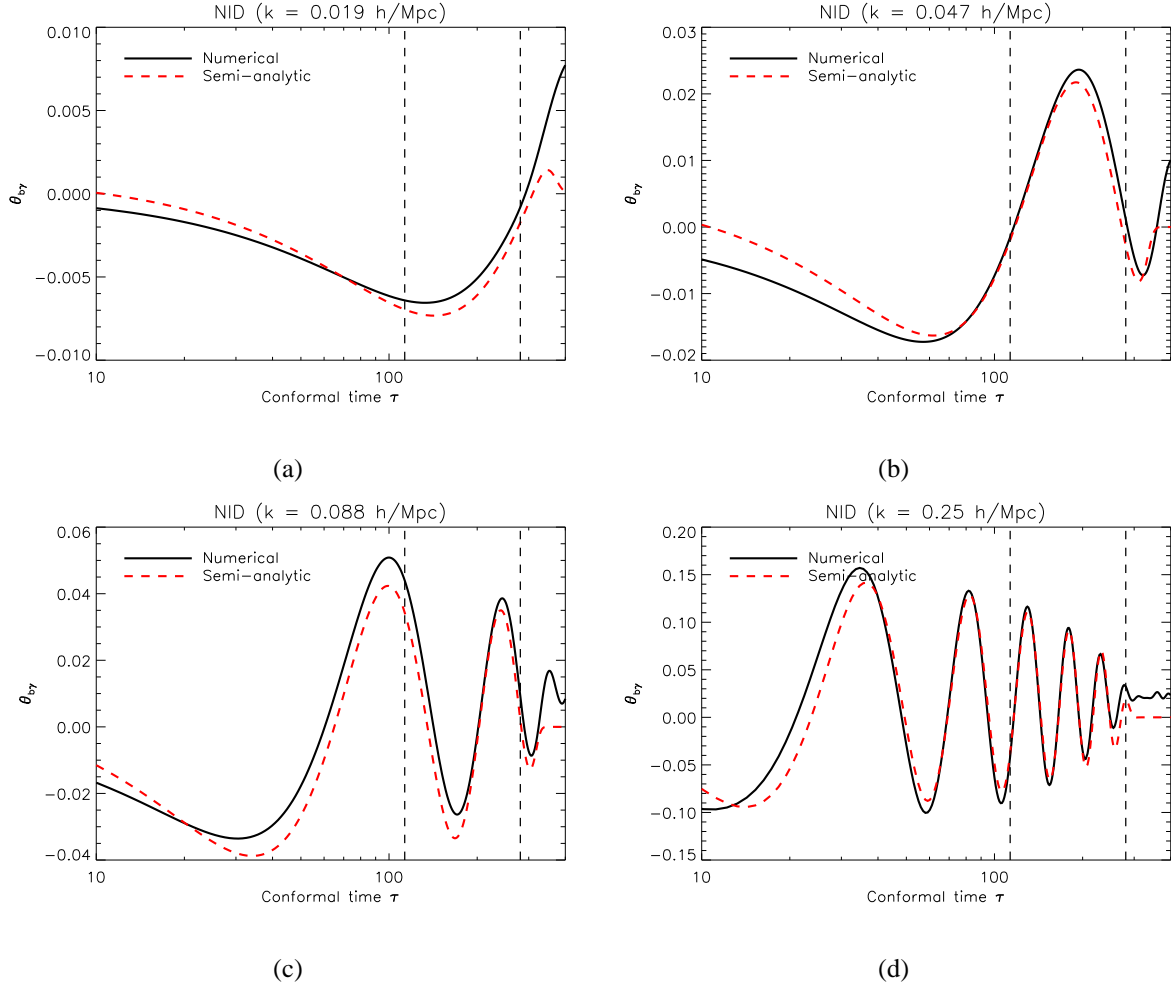 NID (k = 0.019 h/Mpc)
0.010
0.005
0.000
−0.005
−0.010
θbγ
Numerical
Semi−analytic
10
100
Conformal time τ
(a)
NID (k = 0.047 h/Mpc)
0.03
0.02
0.01
0.00
−0.01
−0.02
θbγ
Numerical
Semi−analytic
10
100
Conformal time τ
(b)
NID (k = 0.088 h/Mpc)
0.06
0.04
0.02
0.00
−0.02
−0.04
θbγ
Numerical
Semi−analytic
10
100
Conformal time τ
(c)
NID (k = 0.25 h/Mpc)
0.20
0.15
0.10
0.05
0.00
−0.05
−0.10
−0.15
θbγ
Numerical
Semi−analytic
10
100
Conformal time τ
(d)